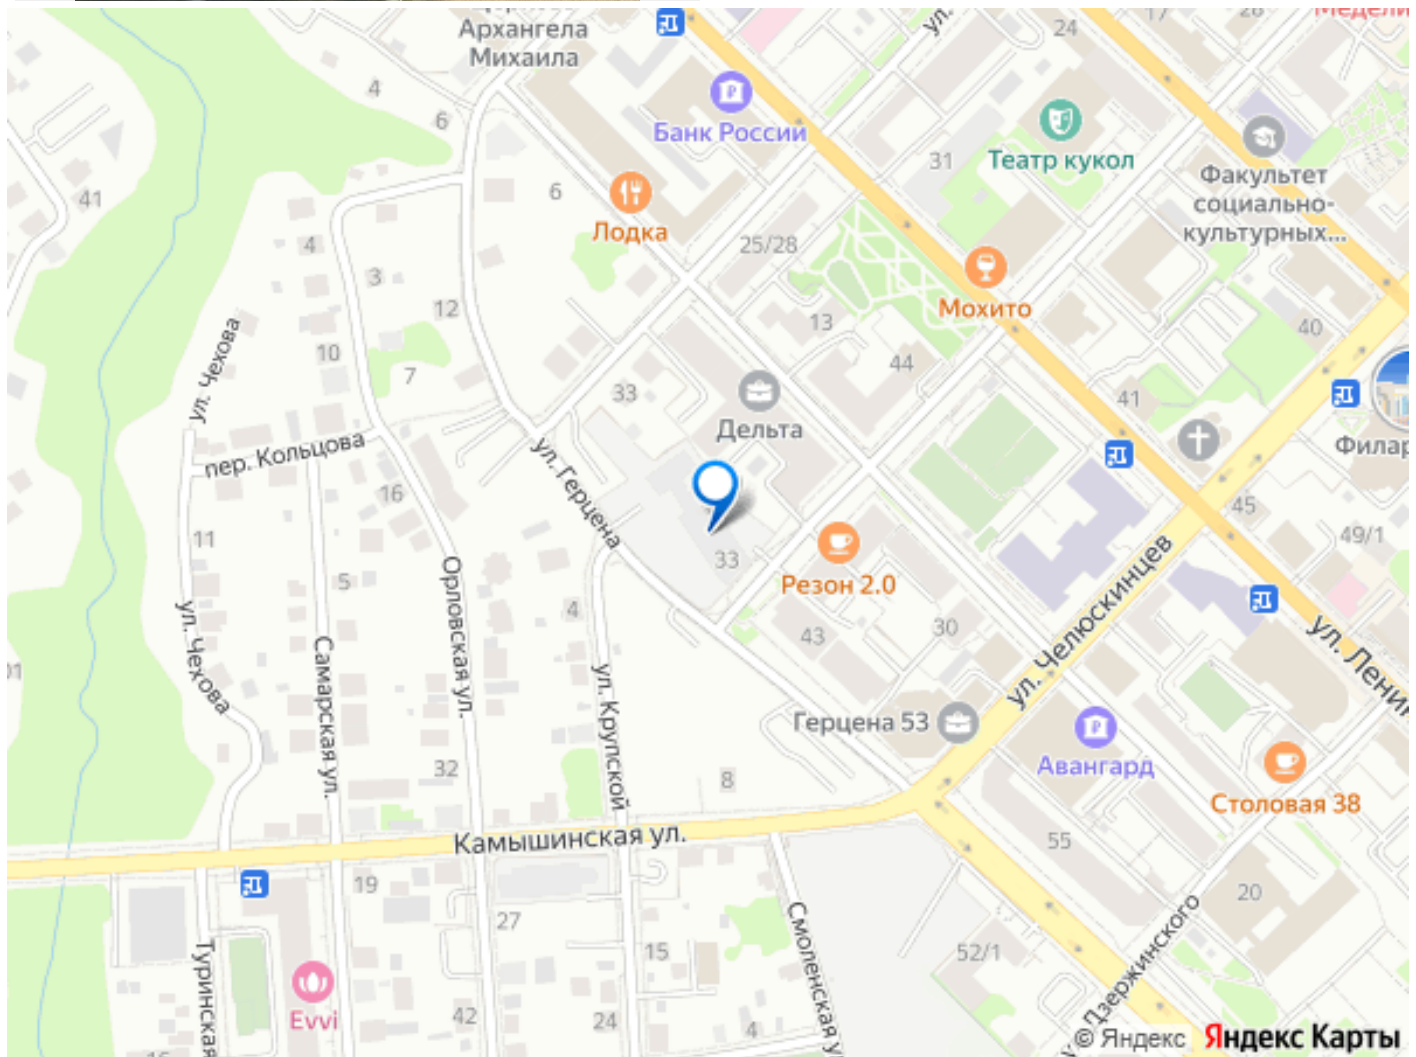 Архангела
Михаила
ул.
24
17
28
4
6
Банк России
31
Театр кукол
Факультет
социально-
культурных...
41
6
Лодка
25/28
4
3
12
Мохито
13
40
ул. Чехова
10
7
44
33
41
Дельта
Филар
пер. Кольцова
ул. Герцена
16
45
49/1
11
33
Резон 2.0
5
Орловская ул.
4
ул. Челюскинцев
43
30
ул. Чехова
Самарская ул.
ул. Крупской
ул. Ленин
Герцена 53
Авангард
32
8
Столовая 38
Камышинская ул.
55
19
20
27
Смоленская у
Дзержинского
15
52/1
Туринская
Evvi
42
24
4
© Яндекс
Яндекс Карты